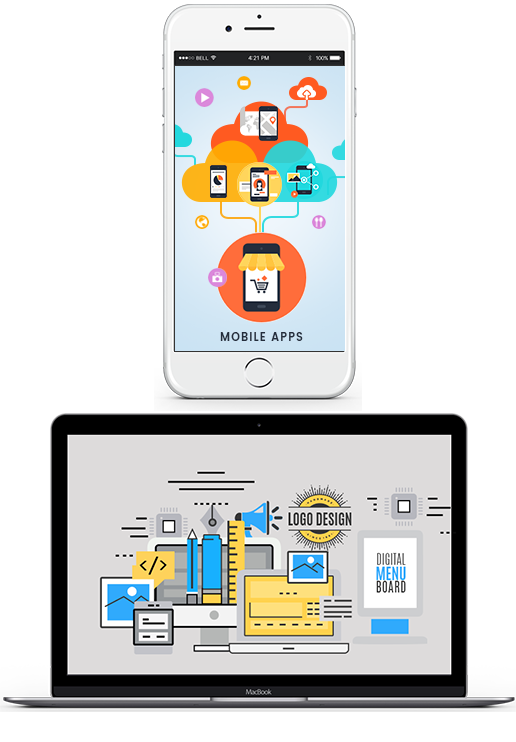 BELL 4:21 PM 100%
MOBILE APPS
LOGO DESIGN
</>
DIGITAL
MENU
BOARD
MacBook